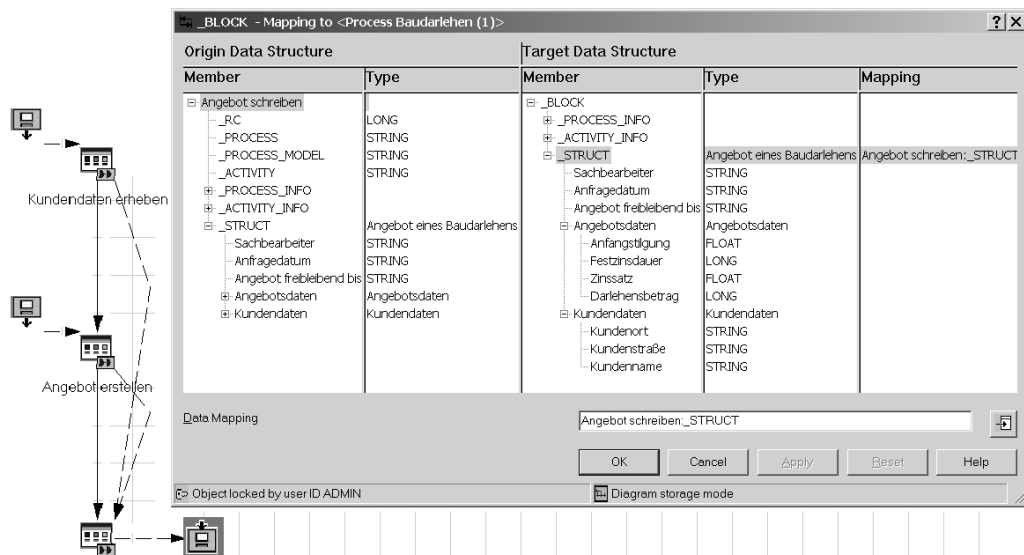 _BLOCK - Mapping to <Process Baudarlehen (1)>
Origin Data Structure
Target Data Structure
Member Type
Member Type Mapping
Angebot schreiben
_RC LONG
_PROCESS STRING
_PROCESS_MODEL STRING
_ACTIVITY STRING
_PROCESS_INFO
_ACTIVITY_INFO
_STRUCT Angebot eines Baudarlehens
Sachbearbeiter STRING
Anfragedatum STRING
Angebot freibleibend bis STRING
Angebotsdaten Angebotsdaten
Kundendaten Kundendaten
_BLOCK
_PROCESS_INFO
_ACTIVITY_INFO
_STRUCT Angebot eines Baudarlehens Angebot schreiben:_STRUCT
Sachbearbeiter STRING
Anfragedatum STRING
Angebot freibleibend bis STRING
Angebotsdaten Angebotsdaten
Anfangstilgung FLOAT
Festzinsdauer LONG
Zinssatz FLOAT
Darlehensbetrag LONG
Kundendaten Kundendaten
Kundenort STRING
Kundenstraße STRING
Kundenname STRING
Data Mapping
Angebot schreiben:_STRUCT
OK Cancel Apply Reset Help
Object locked by user ID ADMIN
Diagram storage mode
Kundendaten erheben
Angebot erstellen